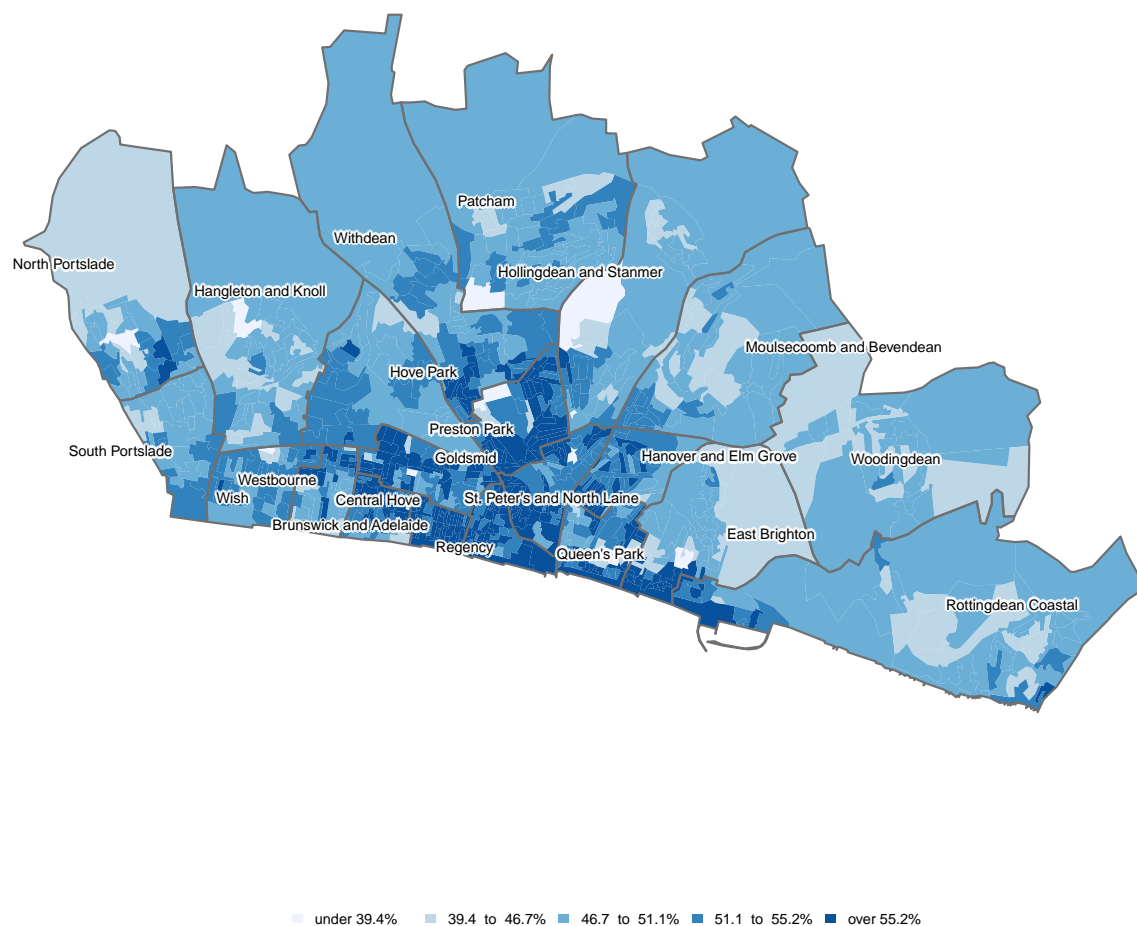 Patcham
Withdean
North Portslade
Hollingdean and Stanmer
Hangleton and Knoll
Moulsecoomb and Bevendean
Hove Park
Preston Park
South Portslade
Goldsmid
Hanover and Elm Grove
Woodingdean
Westbourne
Wish
Central Hove
St. Peter's and North Laine
Brunswick and Adelaide
East Brighton
Regency
Queen's Park
Rottingdean Coastal
under 39.4% 39.4 to 46.7% 46.7 to 51.1% 51.1 to 55.2% over 55.2%